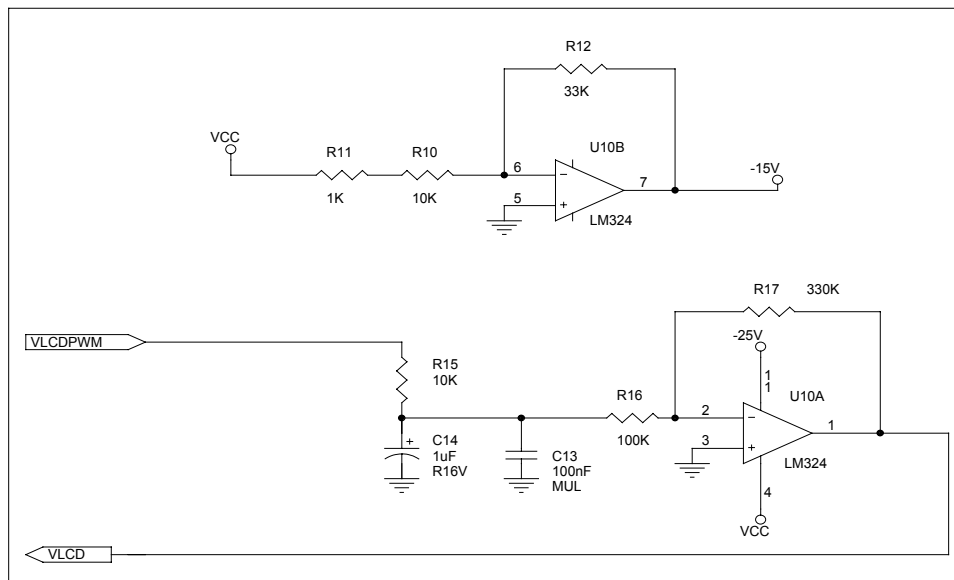 R12
33K
VCC
R11
R10
1K
10K
6
5
7
U10B
LM324
-15V
R17 330K
VLCDPWM
-25V
R15
10K
1
1
R16
U10A
2
3
1
100K
C14
1uF
R16V
C13
100nF
MUL
LM324
4
VCC
VLCD
+
-
+
-
+